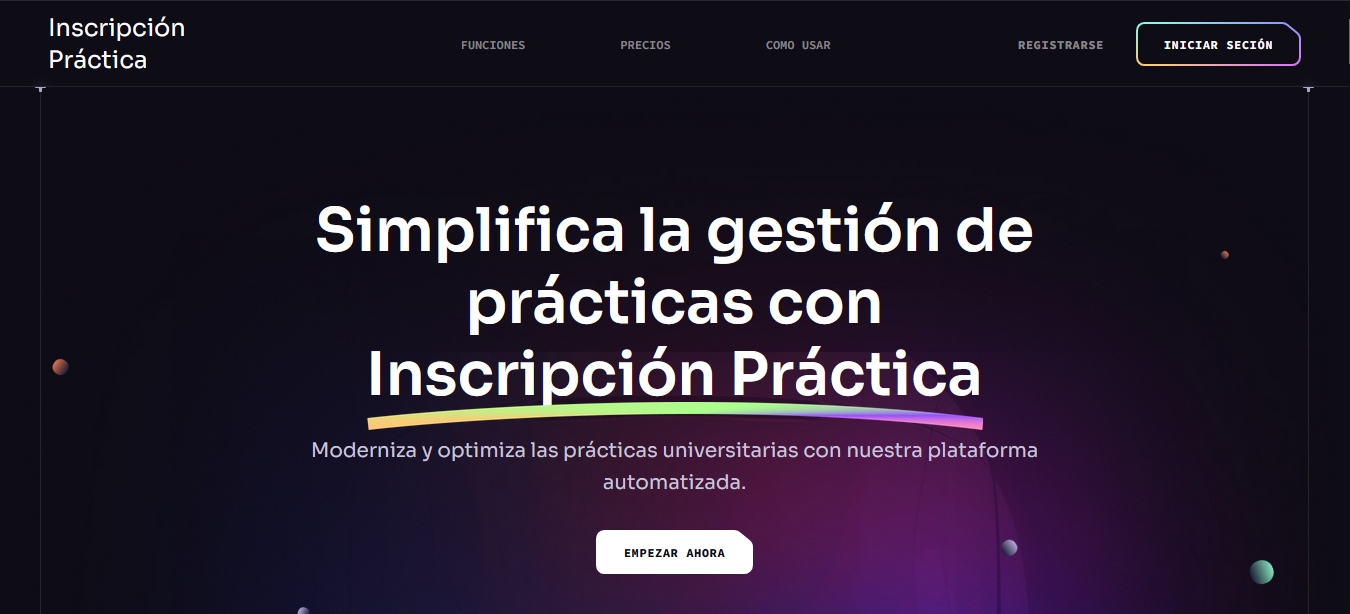 Inscripción
Práctica
FUNCIONES
PRECIOS
COMO USAR
REGISTRARSE
INICIAR SECIÓN
Simplifica la gestión de
prácticas con
Inscripción Práctica
Moderniza y optimiza las prácticas universitarias con nuestra plataforma
automatizada.
EMPEZAR AHORA